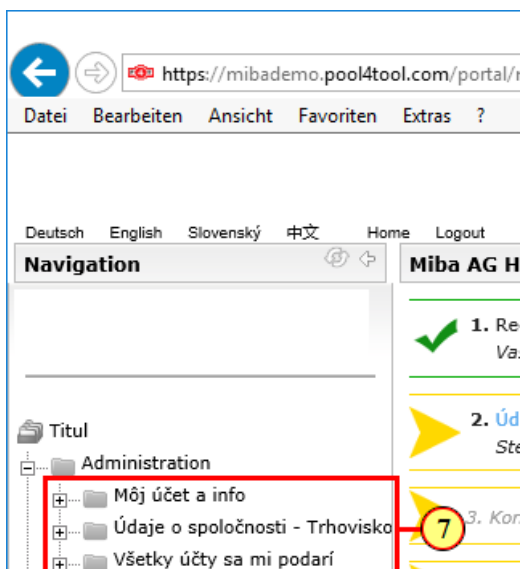 https://mibademo.pool4tool.com/portal/
Datei Bearbeiten Ansicht Favoriten Extras ?
Deutsch English Slovenský 中文 Home Logout
Navigation
Miba AG H
1. Re
Va
Titul
2. Úd
Ste
Administration
Môj účet a info
Údaje o spoločnosti - Trhovisko
7
3. Kon
Všetky účty sa mi podarí